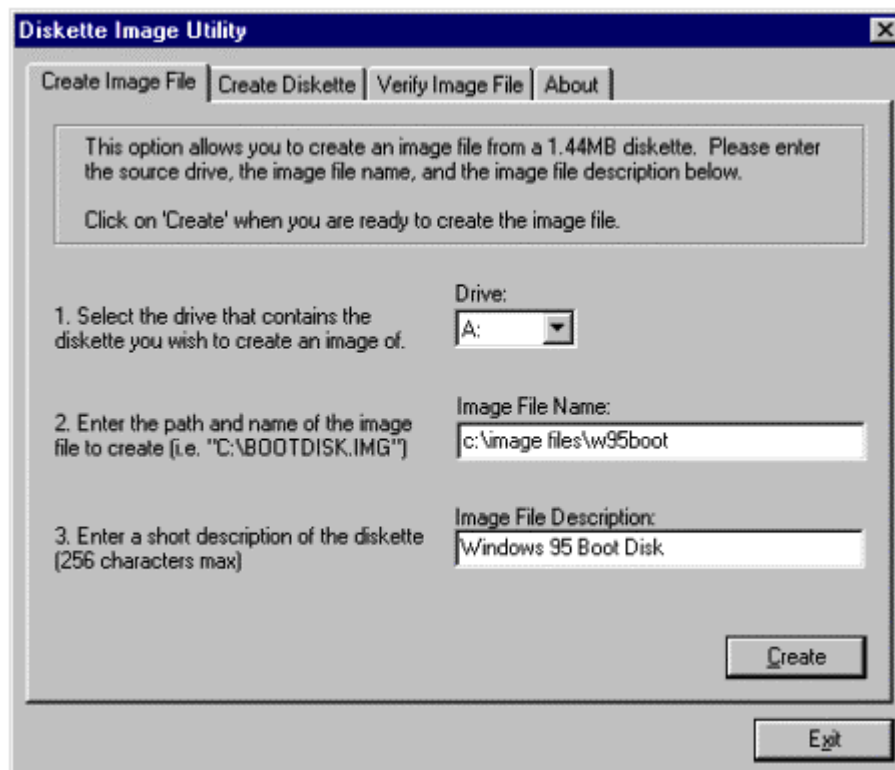 Diskette Image Utility
Create Image File
Create Diskette
Verify Image File
About
This option allows you to create an image file from a 1.44MB diskette. Please enter
the source drive, the image file name, and the image file description below.
Click on 'Create' when you are ready to create the image file.
1. Select the drive that contains the
diskette you wish to create an image of.
Drive:
A:
2. Enter the path and name of the image
file to create (i.e. "C:\BOOTDISK.IMG")
Image File Name:
c:\image files\w95boot
3. Enter a short description of the diskette
(256 characters max)
Image File Description:
Windows 95 Boot Disk
Create
Exit